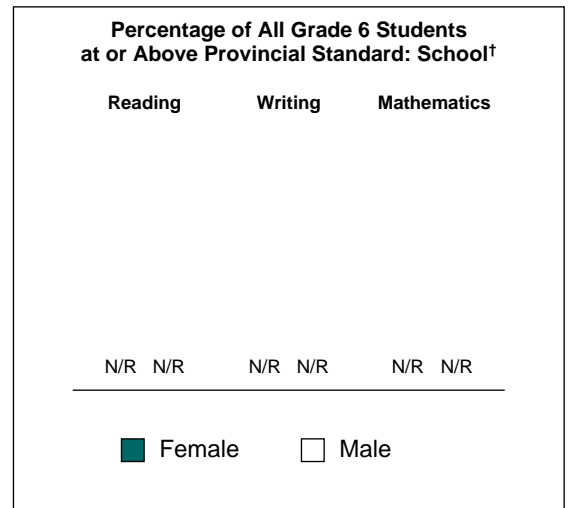 Percentage of All Grade 6 Students
at or Above Provincial Standard: School†
Reading Writing Mathematics
N/R N/R N/R N/R N/R N/R
Female Male